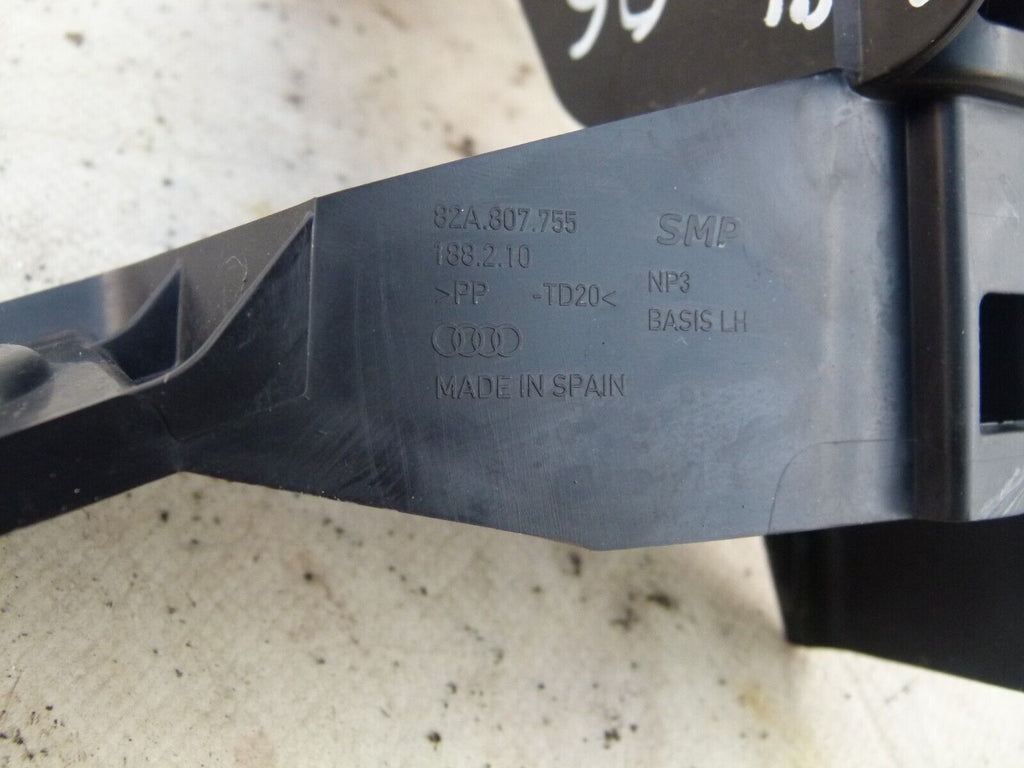 82A.807.755
188.2.10
>PP -TD20<
MADE IN SPAIN
SMP
NP3
BASIS LH